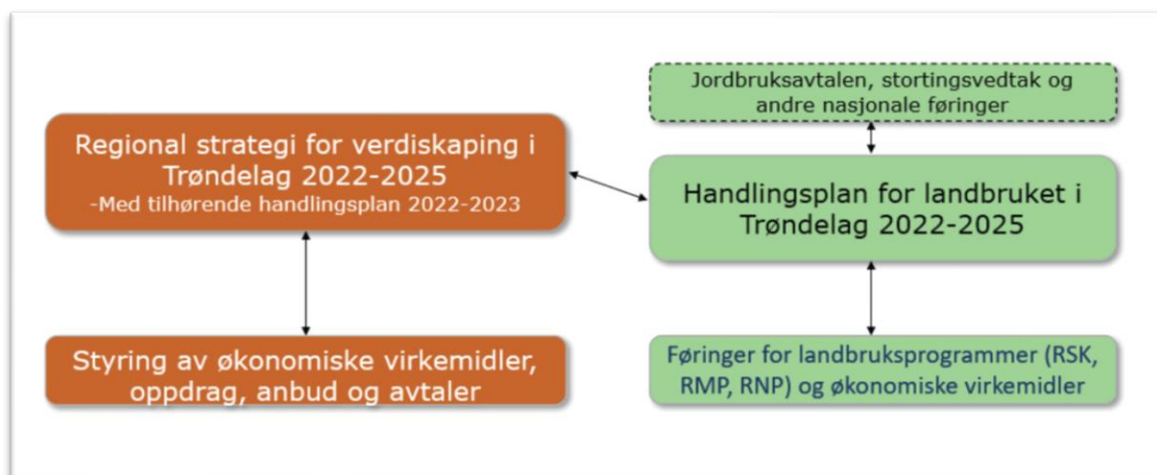 Jordbruksavtalen, stortingsvedtak og
andre nasjonale føringer
Regional strategi for verdiskaping i
Trøndelag 2022-2025
-Med tilhørende handlingsplan 2022-2023
Handlingsplan for landbruket i
Trøndelag 2022-2025
Styring av økonomiske virkemidler,
oppdrag, anbud og avtaler
Føringer for landbruksprogrammer (RSK,
RMP, RNP) og økonomiske virkemidler